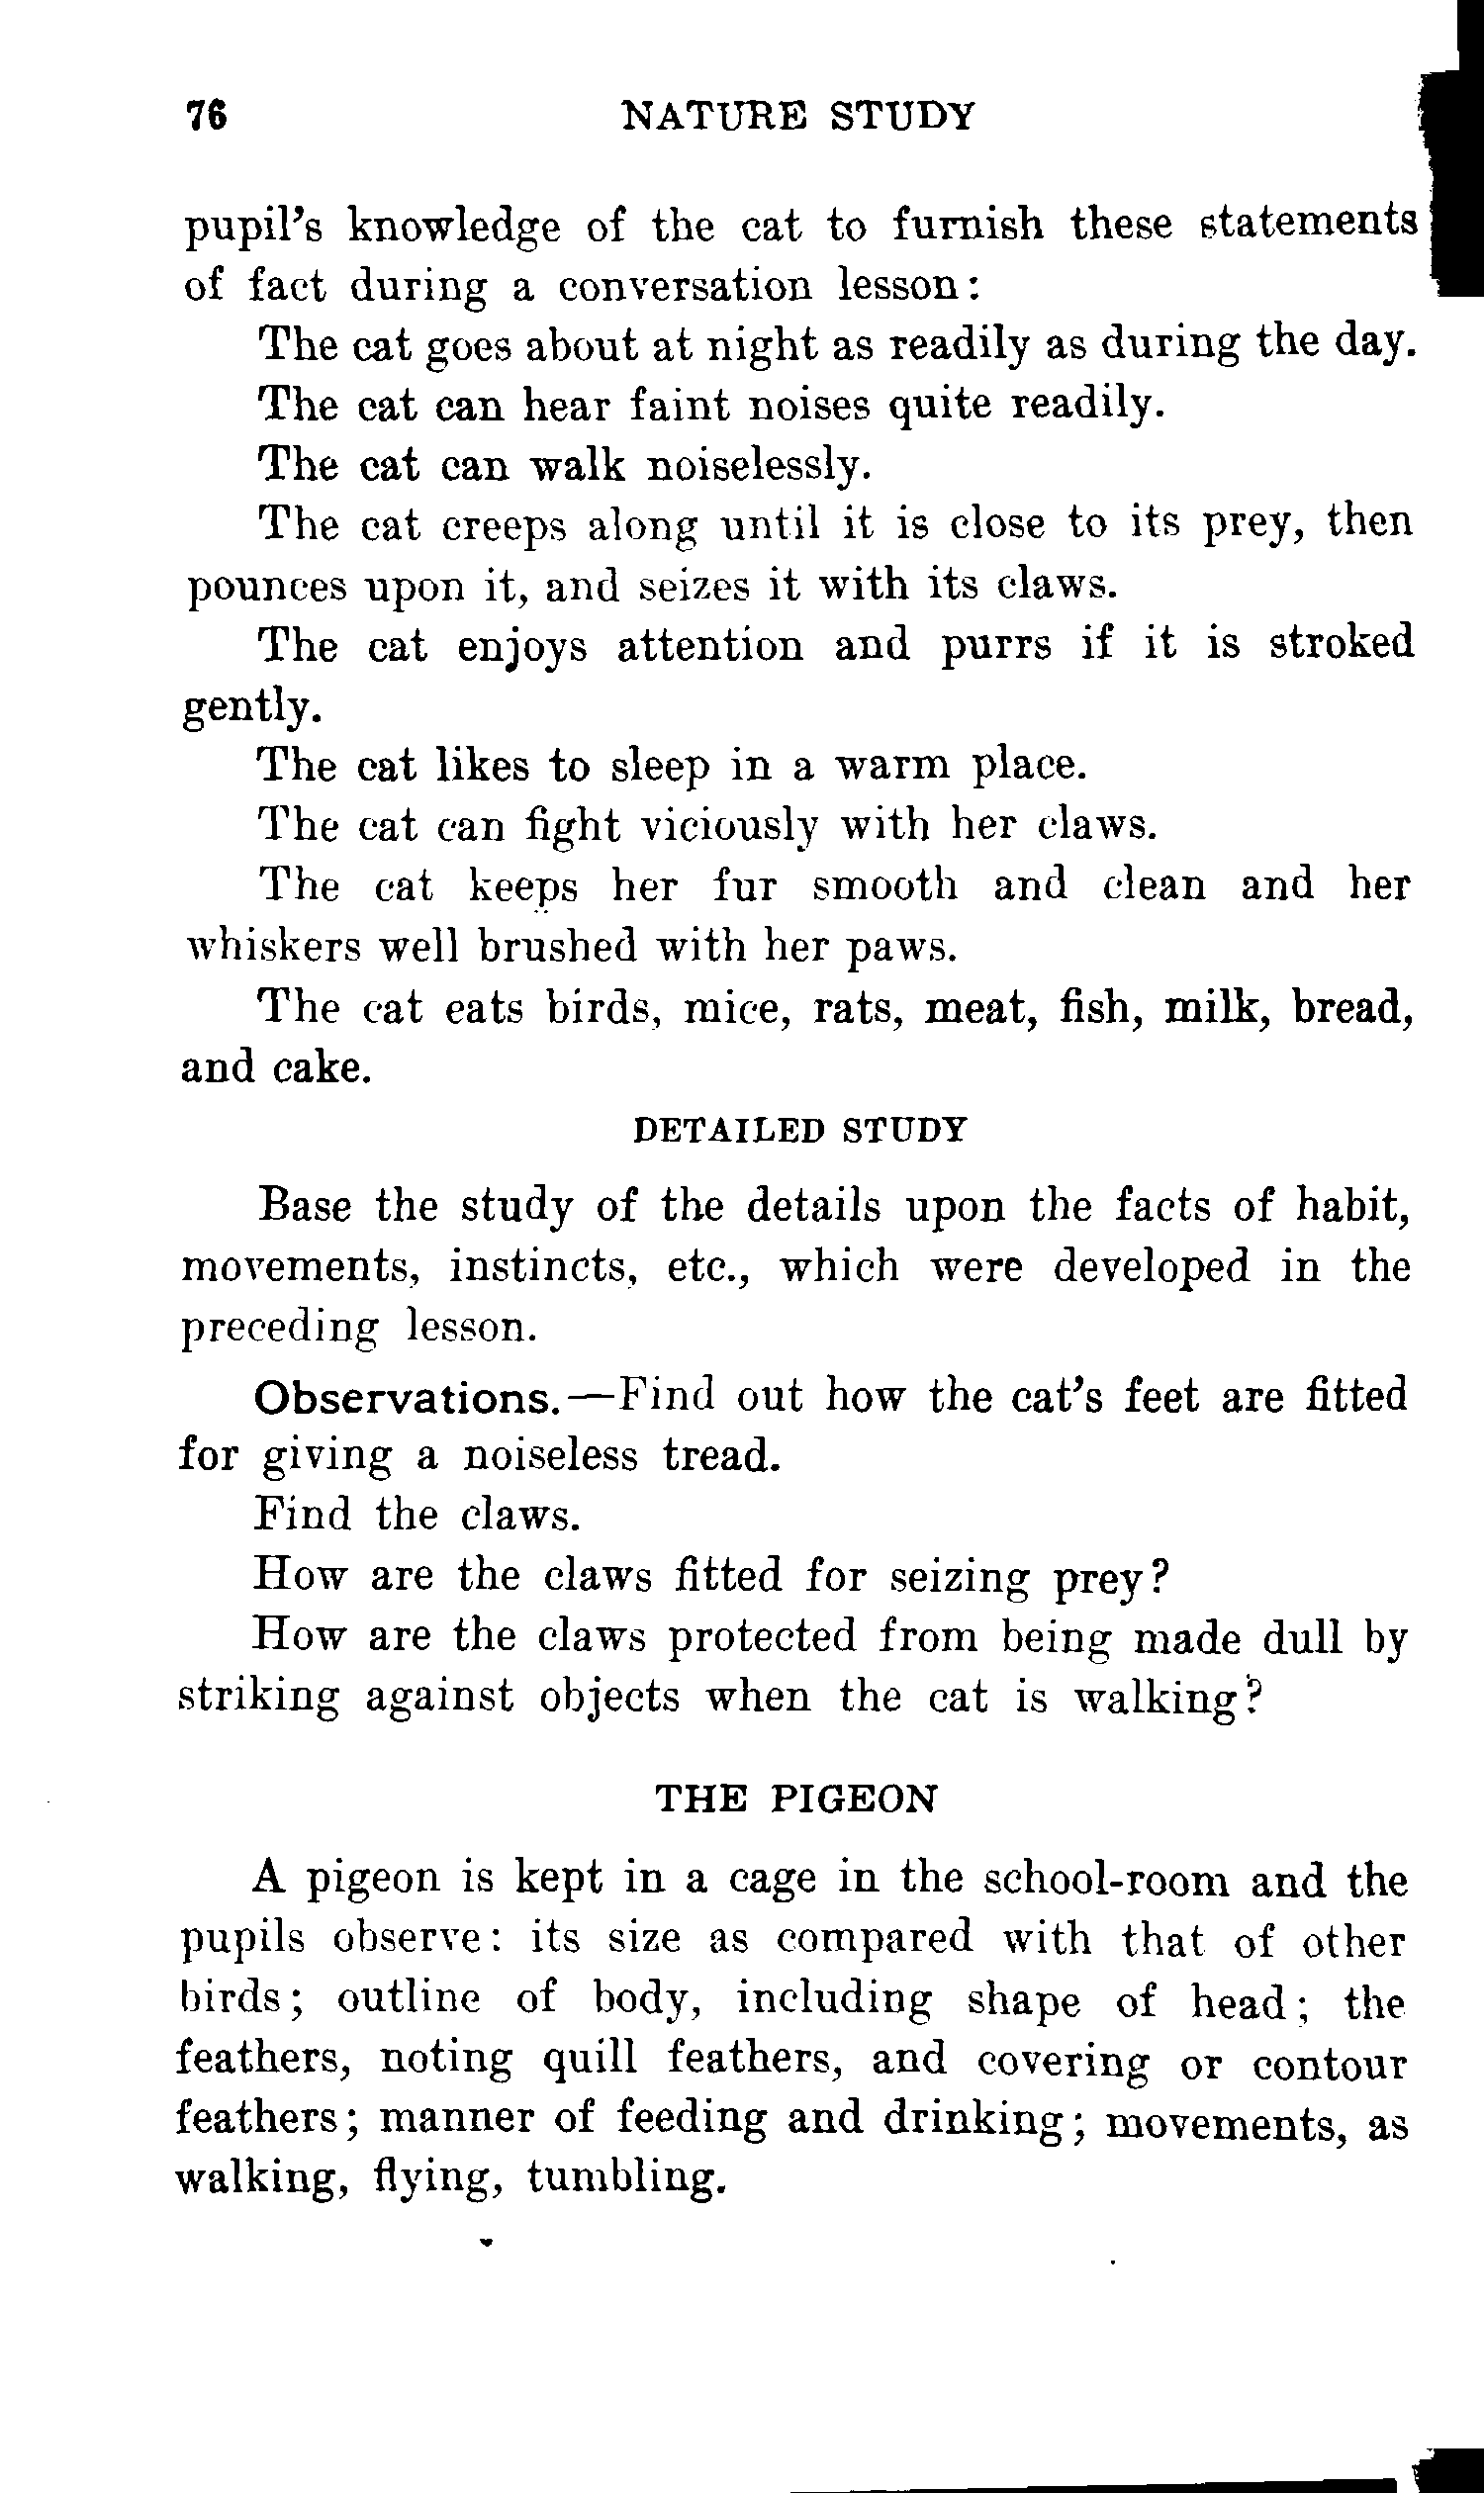 76 NATURE STUDY
pupil's knowledge of the cat to furnish these statements
of fact during a conversation lesson:
The cat goes about at night as readily as during the day.
The cat can hear faint noises quite readily.
The cat can walk noiselessly.
The cat creeps along until it is close to its prey, then
pounces upon it, and seizes it with its claws.
The cat enjoys attention and purrs if it is stroked
gently.
The cat likes to sleep in a warm place.
The cat can fight viciously with her claws.
The cat keeps her fur smooth and clean and her
whiskers well brushed with her paws.
The cat eats birds, mice, rats, meat, fish, milk, bread,
and cake.
DETAILED STUDY
Base the study of the details upon the facts of habit,
movements, instincts, etc., which were developed in the
preceding lesson.
Observations.—Find out how the cat's feet are fitted
for giving a noiseless tread.
Find the claws.
How are the claws fitted for seizing prey?
How are the claws protected from being made dull by
striking against objects when the cat is walking?
THE PIGEON
A pigeon is kept in a cage in the school-room and the
pupils observe: its size as compared with that of other
birds; outline of body, including shape of head; the
feathers, noting quill feathers, and covering or contour
feathers; manner of feeding and drinking; movements, as
walking, flying, tumbling.